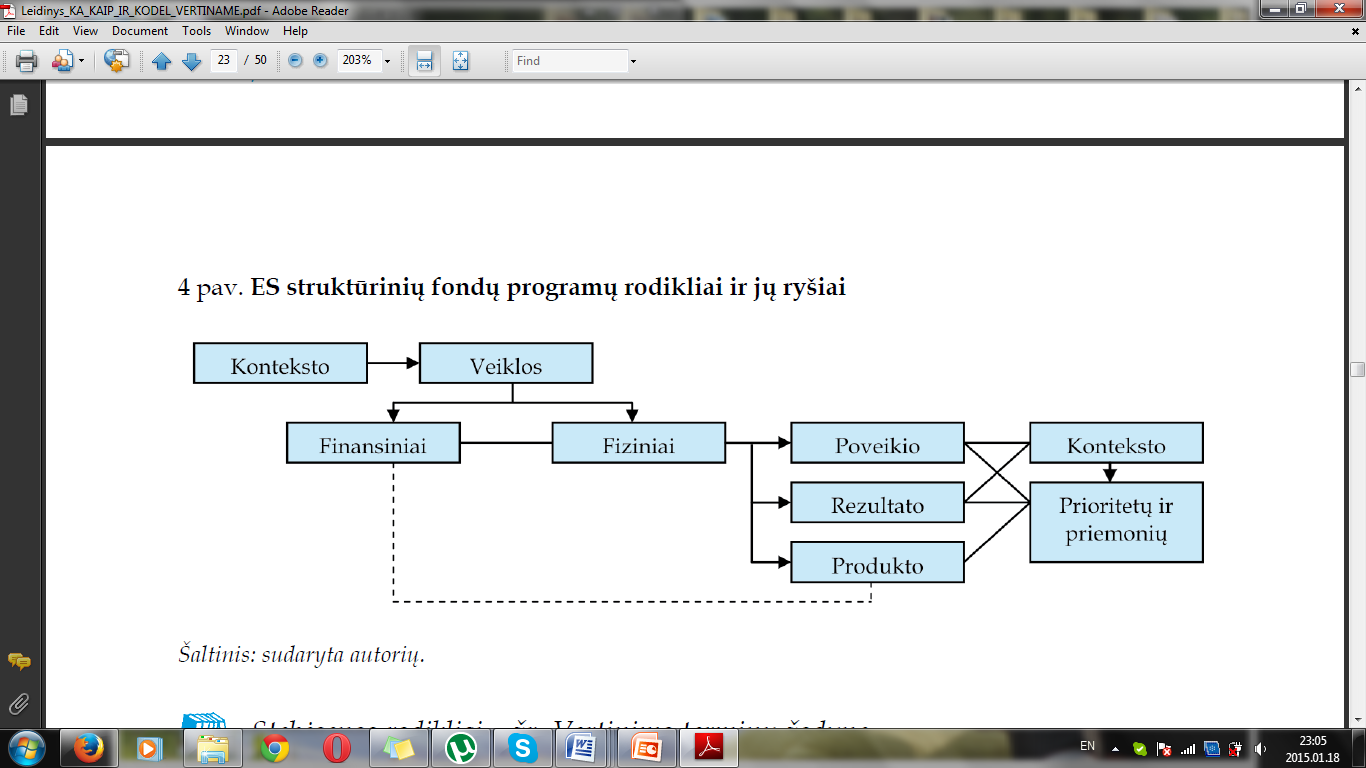 Leidinys_KA_KAIP_IR_KODEL_VERTINAME.pdf - Adobe Reader
File Edit View Document Tools Window Help
23 / 50 203% Find
4 pav. ES struktūrinių fondų programų rodikliai ir jų ryšiai
Konteksto Veiklos
Finansiniai Fiziniai Poveikio Konteksto
Rezultato Prioritetų ir
priemonių
Produkto
Šaltinis: sudaryta autorių.
EN 23:05
2015.01.18